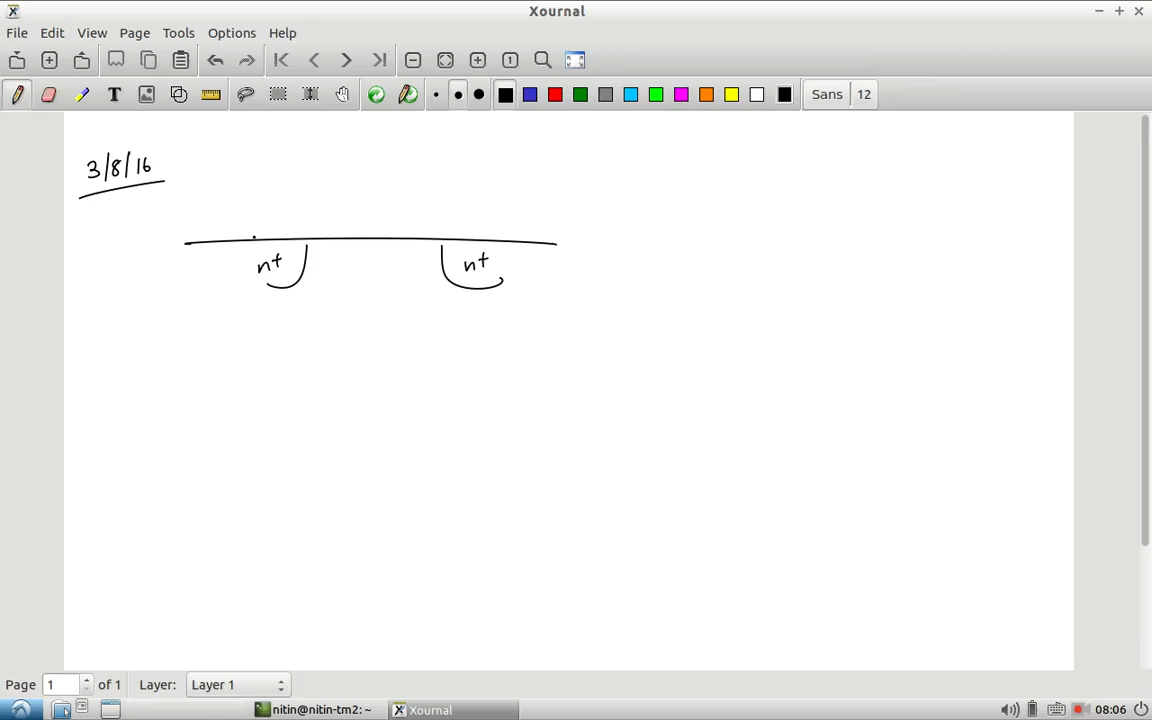 Xournal
File Edit View Page Tools Options Help
Sans 12
3/8/16
n+ n+
Page 1 of 1 Layer: Layer 1
nitin@nitin-tm2: ~ Xournal 08:06